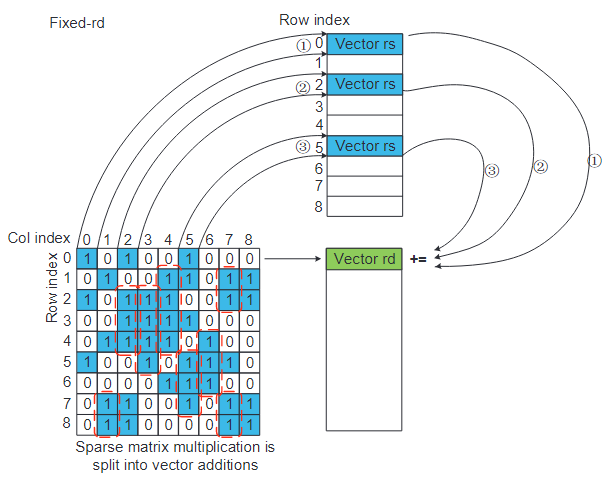 Fixed-rd
Row index
① 0 Vector rs
1
② 2 Vector rs
3
4
③ 5 Vector rs
6
7
8
①
②
③
Col index 0 1 2 3 4 5 6 7 8
Row index
0 1 0 1 0 0 1 0 0 0
1 0 1 0 0 1 1 0 1 1
2 1 0 1 1 1 0 0 1 1
3 0 0 1 1 1 1 0 0 0
4 0 1 1 1 1 0 1 0 0
5 1 0 0 1 0 1 1 1 0
6 0 0 0 0 1 1 1 0 0
7 0 1 1 0 0 1 0 1 1
8 0 1 1 0 0 0 0 1 1
Vector rd +=
Sparse matrix multiplication is
split into vector additions